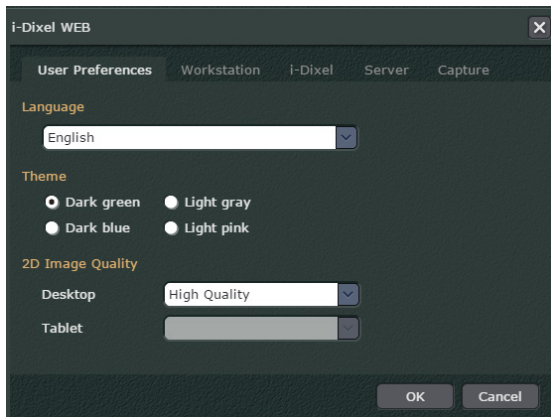 i-Dixel WEB
User Preferences Workstation i-Dixel Server Capture
Language
English
Theme
Dark green Light gray
Dark blue Light pink
2D Image Quality
Desktop High Quality
Tablet
OK Cancel